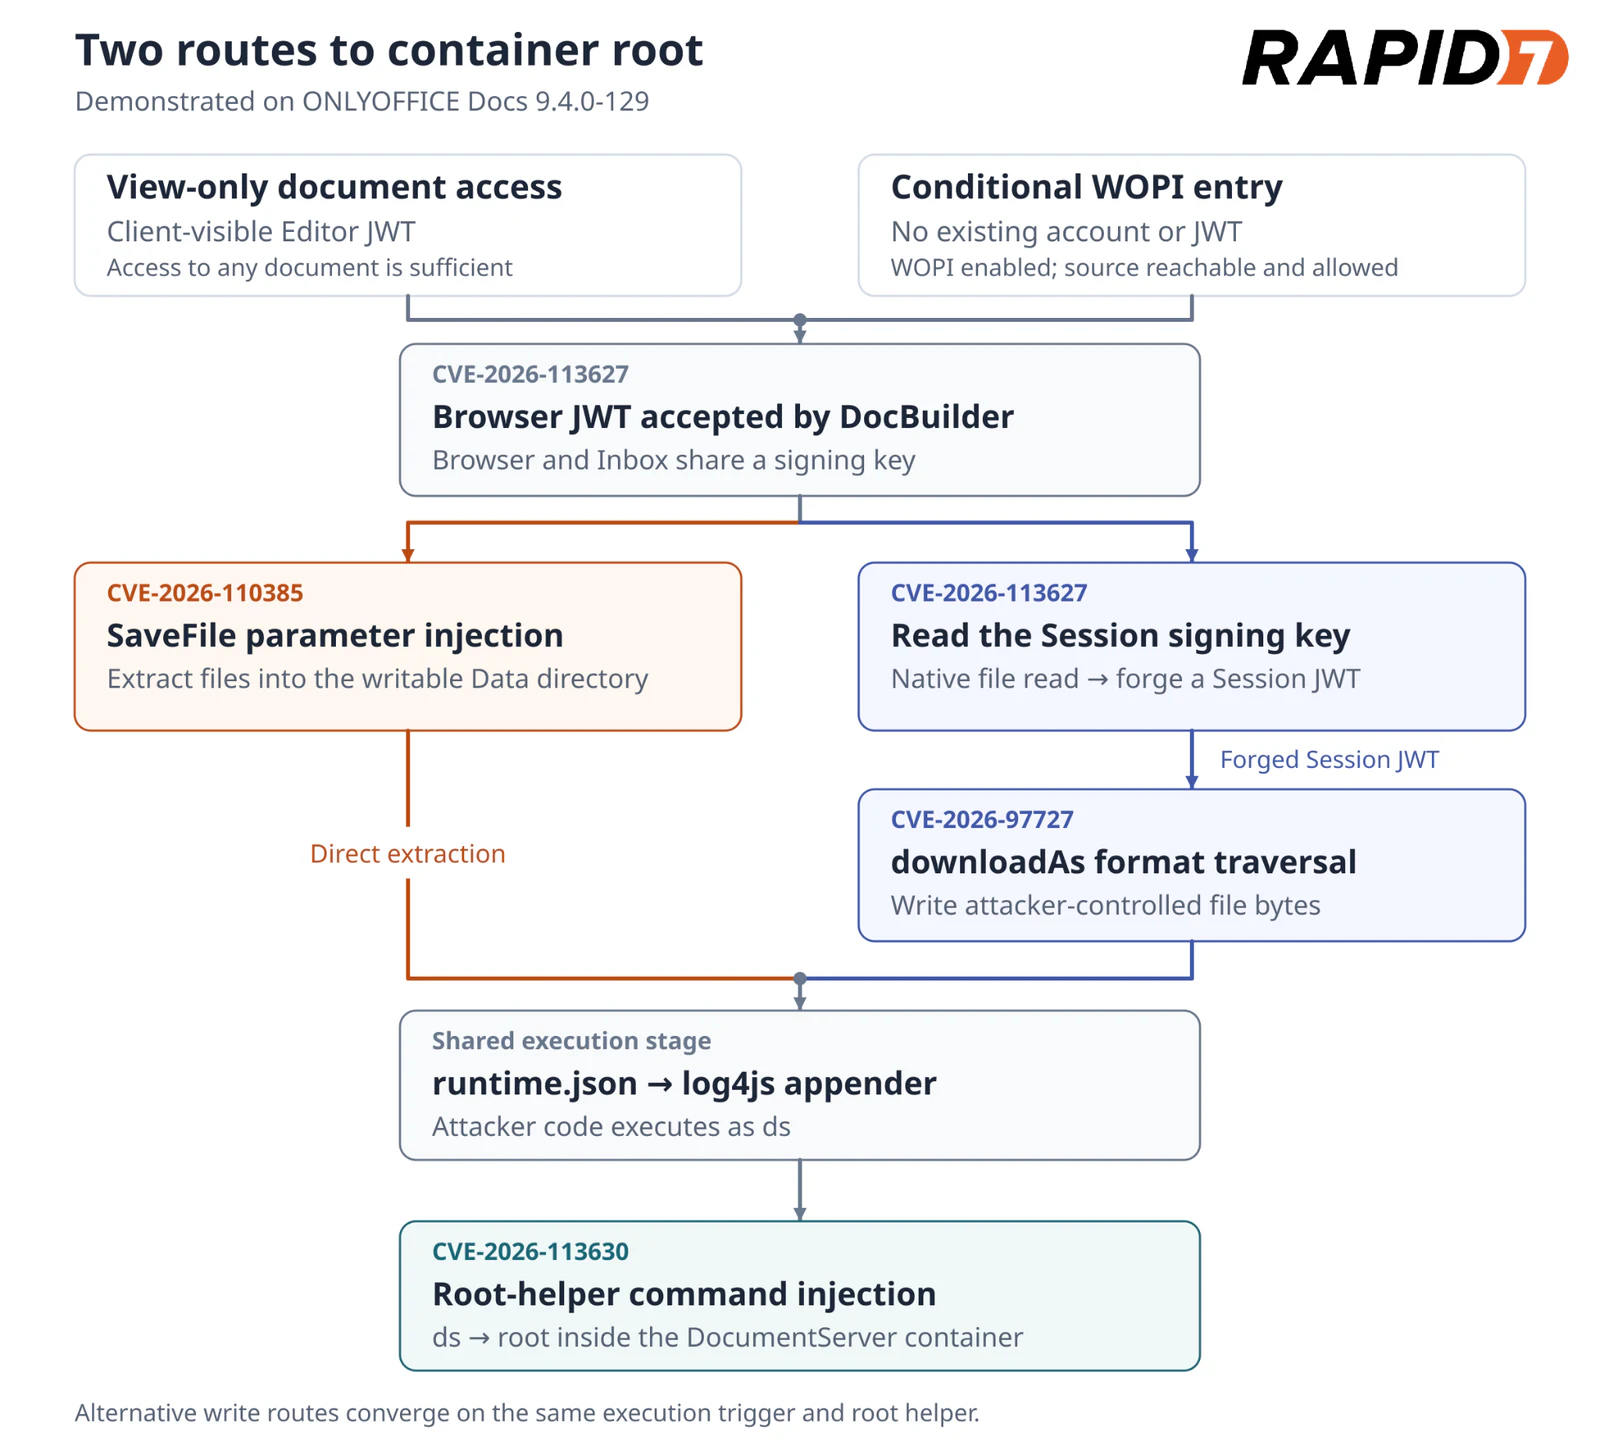 Two routes to container root
RAPID7
Demonstrated on ONLYOFFICE Docs 9.4.0-129
View-only document access
Client-visible Editor JWT
Access to any document is sufficient
Conditional WOPI entry
No existing account or JWT
WOPI enabled; source reachable and allowed
CVE-2026-113627
Browser JWT accepted by DocBuilder
Browser and Inbox share a signing key
CVE-2026-110385
SaveFile parameter injection
Extract files into the writable Data directory
CVE-2026-113627
Read the Session signing key
Native file read → forge a Session JWT
Forged Session JWT
Direct extraction
CVE-2026-97727
downloadAs format traversal
Write attacker-controlled file bytes
Shared execution stage
runtime.json → log4js appender
Attacker code executes as ds
CVE-2026-113630
Root-helper command injection
ds → root inside the DocumentServer container
Alternative write routes converge on the same execution trigger and root helper.